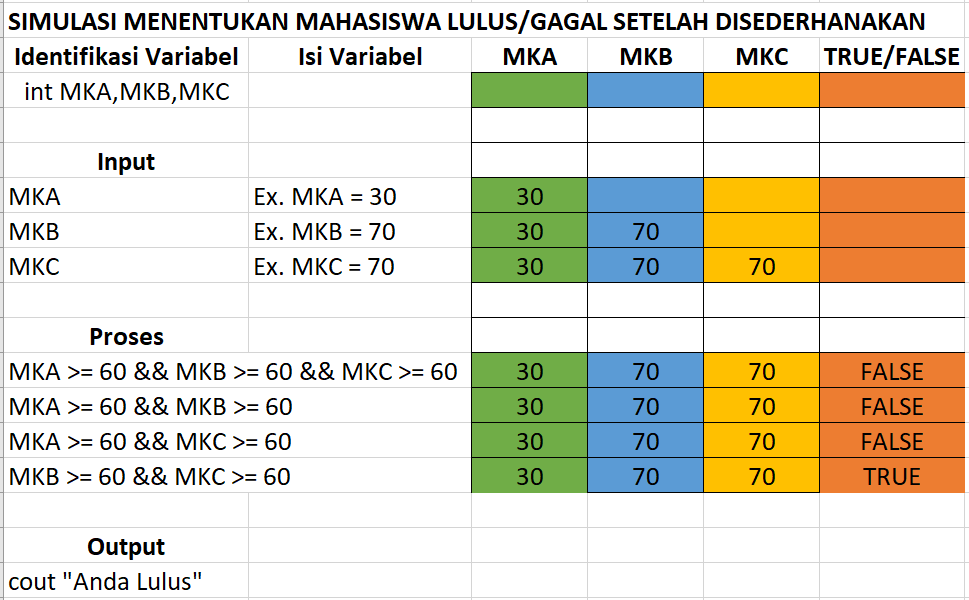 SIMULASI MENENTUKAN MAHASISWA LULUS/GAGAL SETELAH DISEDERHANAKAN
Identifikasi Variabel Isi Variabel MKA MKB MKC TRUE/FALSE
int MKA,MKB,MKC
Input
MKA Ex. MKA = 30 30
MKB Ex. MKB = 70 30 70
MKC Ex. MKC = 70 30 70 70
Proses
MKA >= 60 && MKB >= 60 && MKC >= 60 30 70 70 FALSE
MKA >= 60 && MKB >= 60 30 70 70 FALSE
MKA >= 60 && MKC >= 60 30 70 70 FALSE
MKB >= 60 && MKC >= 60 30 70 70 TRUE
Output
cout "Anda Lulus"